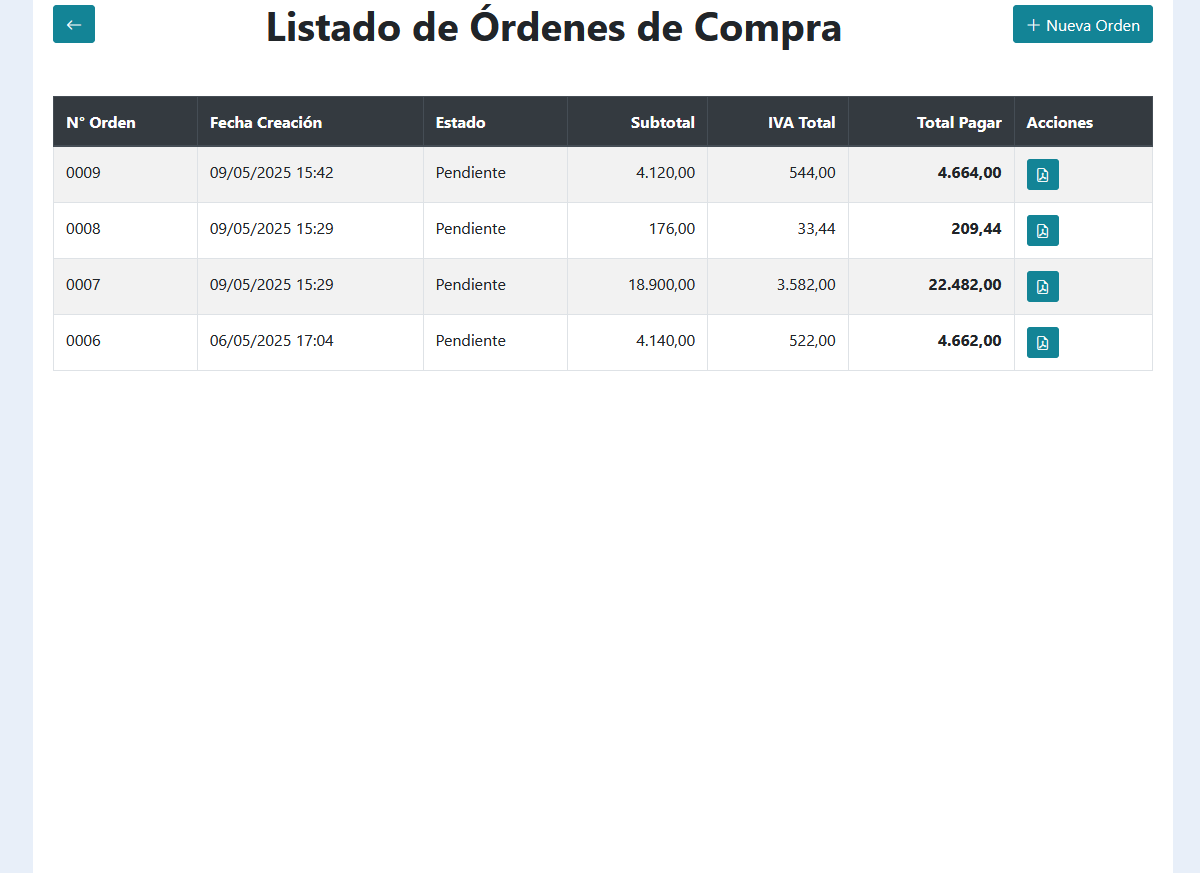 Listado de Órdenes de Compra
Nueva Orden
N° Orden Fecha Creación Estado Subtotal IVA Total Total Pagar Acciones
0009 09/05/2025 15:42 Pendiente 4.120,00 544,00 4.664,00
0008 09/05/2025 15:29 Pendiente 176,00 33,44 209,44
0007 09/05/2025 15:29 Pendiente 18.900,00 3.582,00 22.482,00
0006 06/05/2025 17:04 Pendiente 4.140,00 522,00 4.662,00